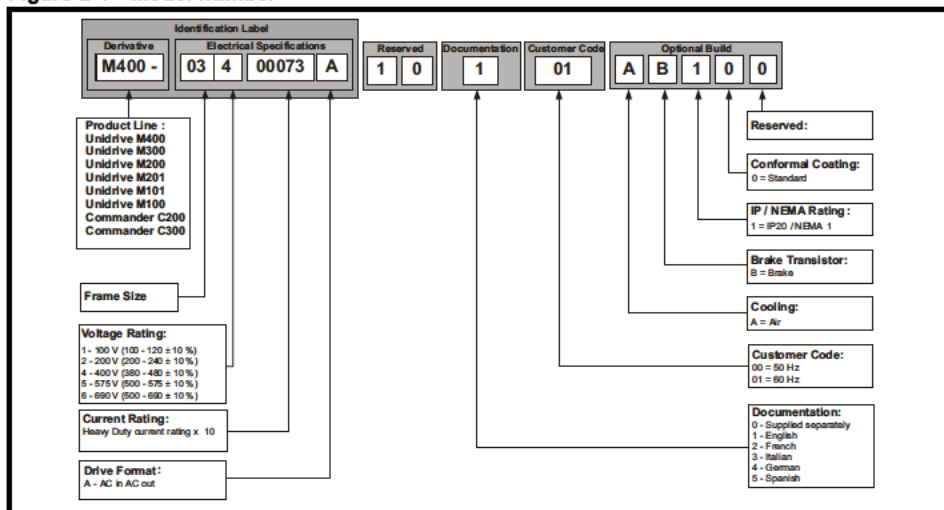 Identification Label
Derivative
Electrical Specifications
Reserved
Documentation
Customer Code
Optional Build
M400 - 03 4 00073 A 1 0 1 01 A B 1 0 0
Product Line :
Unidrive M400
Unidrive M300
Unidrive M200
Unidrive M201
Unidrive M101
Unidrive M100
Commander C200
Commander C300
Frame Size
Voltage Rating:
1 - 100 V (100 - 120 ± 10 %)
2 - 200 V (200 - 240 ± 10 %)
4 - 400 V (380 - 480 ± 10 %)
5 - 575 V (500 - 575 ± 10 %)
6 - 690 V (500 - 690 ± 10 %)
Current Rating:
Heavy Duty current rating x 10
Drive Format:
A - AC in AC out
Reserved:
Conformal Coating:
0 = Standard
IP / NEMA Rating :
1 = IP20 / NEMA 1
Brake Transistor:
B = Brake
Cooling:
A = Air
Customer Code:
00 = 50 Hz
01 = 60 Hz
Documentation:
0 - Supplied separately
1 - English
2 - French
3 - Italian
4 - German
5 - Spanish